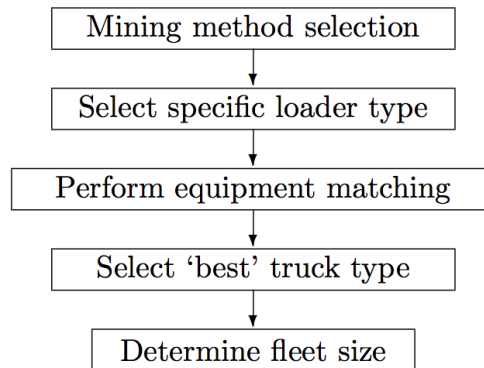 Mining method selection
Select specific loader type
Perform equipment matching
Select ‘best’ truck type
Determine fleet size